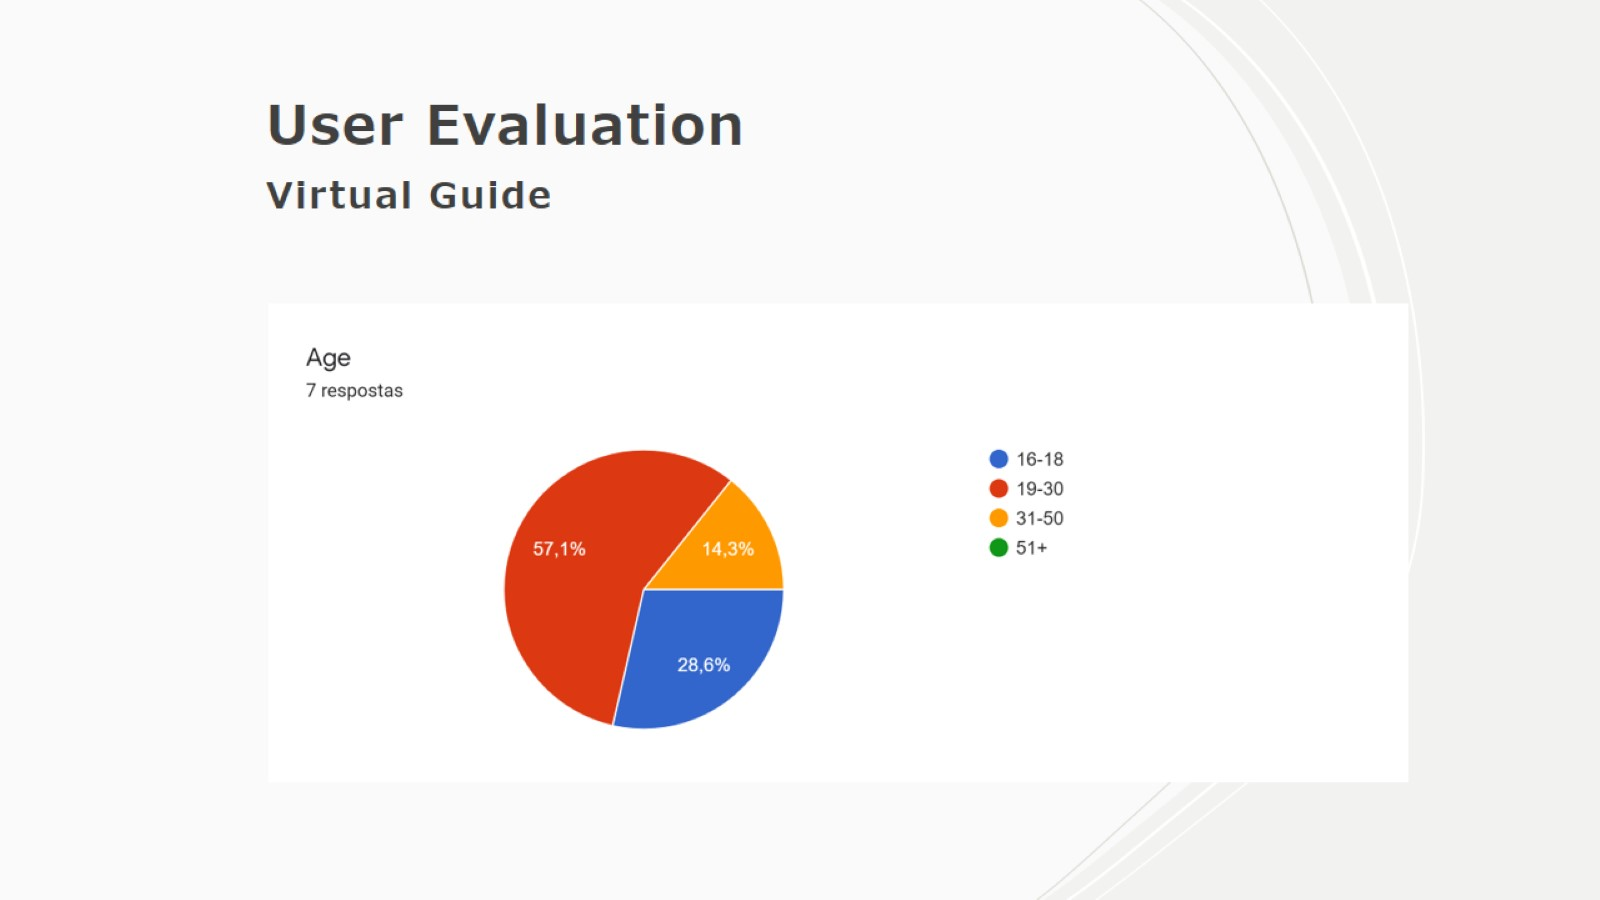 User Evaluation
Virtual Guide
Age
7 respostas
57,1%
14,3%
28,6%
16-18
19-30
31-50
51+